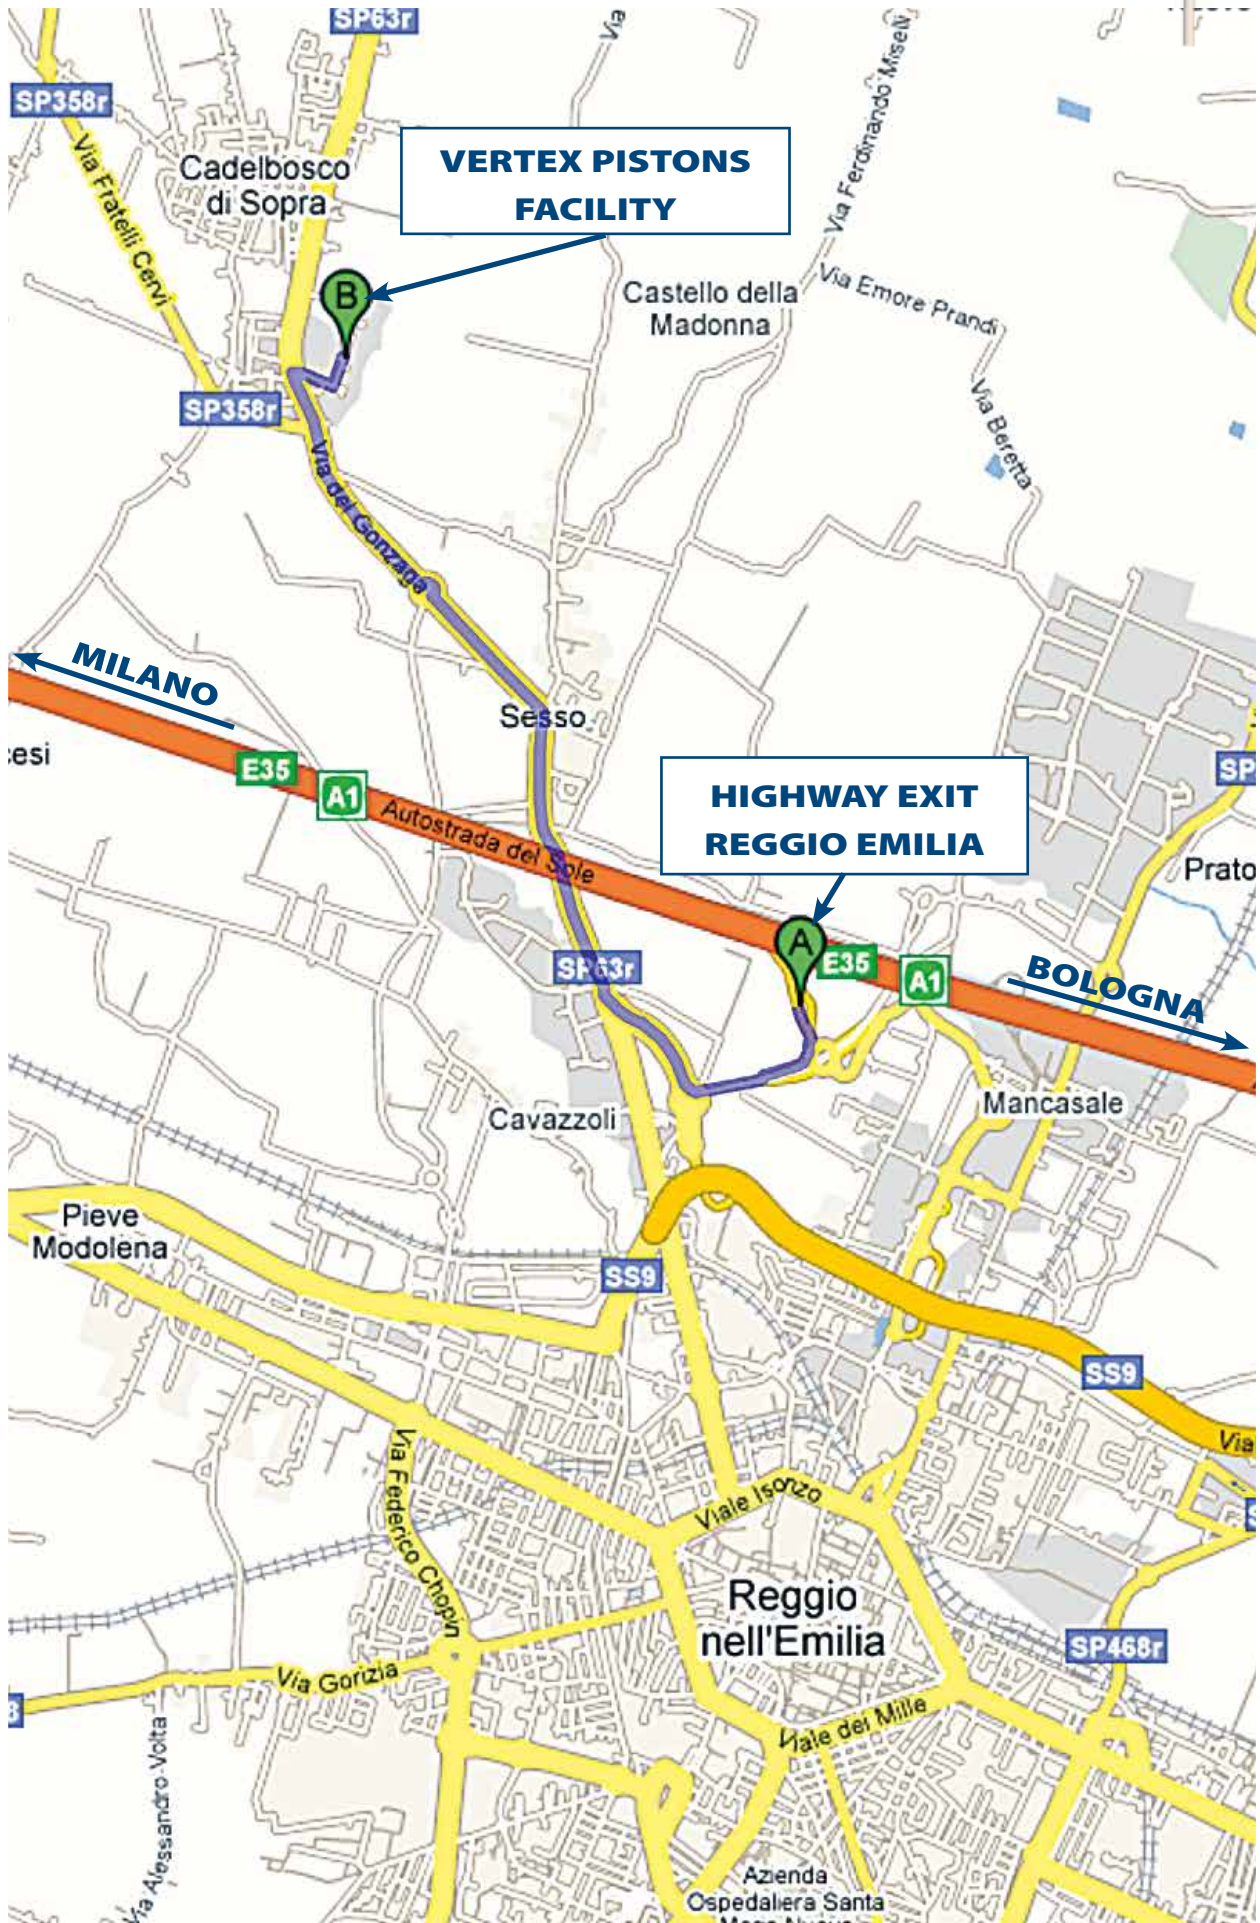 SP63r
Via
SP358r
Via Ferdinando Miselli
Via Fratelli Cervi
Cadelbosco
di Sopra
VERTEX PISTONS
FACILITY
B
Castello della
Madonna
Via Emore Prandi
SP358r
Via Beretta
Via dei Gonzaga
MILANO
Sesso
cesi
E35
A1
Autostrada del Sole
SP
HIGHWAY EXIT
REGGIO EMILIA
Prato
A
E35
A1
SP63r
BOLOGNA
Cavazzoli
Mancasale
Pieve
Modolena
SS9
SS9
Via
Via Federico Chopin
Viale Isonzo
Reggio
nell'Emilia
SP468r
Via Gorizia
Viale dei Mille
Via Alessandro Volta
Azienda
Ospedaliera Santa